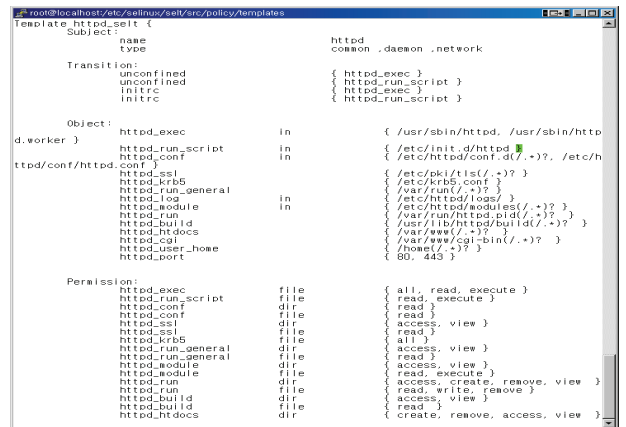 root@localhost:/etc/selinux/selt/src/policy/templates
Template httpd_selt {
Subject:
name httpd
type common ,daemon ,network
Transition:
unconfined { httpd_exec }
unconfined { httpd_run_script }
initrc { httpd_exec }
initrc { httpd_run_script }
Object:
httpd_exec in { /usr/sbin/httpd, /usr/sbin/http
d.worker }
httpd_run_script in { /etc/init.d/httpd }
httpd_conf in { /etc/httpd/conf.d(/.*)?, /etc/h
ttpd/conf/httpd.conf }
httpd_ssl { /etc/pki/tls(/.*)? }
httpd_krb5 { /etc/krb5.conf }
httpd_run_general { /var/run(/.*)? }
httpd_log in { /etc/httpd/logs/ }
httpd_module in { /etc/httpd/modules(/.*)? }
httpd_run { /var/run/httpd.pid(/.*)? }
httpd_build { /usr/lib/httpd/build(/.*)? }
httpd_htdocs { /var/www(/.*)? }
httpd_cgi { /var/www/cgi-bin(/.*)? }
httpd_user_home { /home(/.*)? }
httpd_port { 80, 443 }
Permission:
httpd_exec file { all, read, execute }
httpd_run_script file { read, execute }
httpd_conf dir { read }
httpd_conf file { read }
httpd_ssl dir { access, view }
httpd_ssl file { read }
httpd_krb5 file { all }
httpd_run_general dir { access, view }
httpd_run_general file { read }
httpd_module dir { access, view }
httpd_module file { read, execute }
httpd_run dir { access, create, remove, view }
httpd_run file { read, write, remove }
httpd_build dir { access, view }
httpd_build file { read }
httpd_htdocs dir { create, remove, access, view }